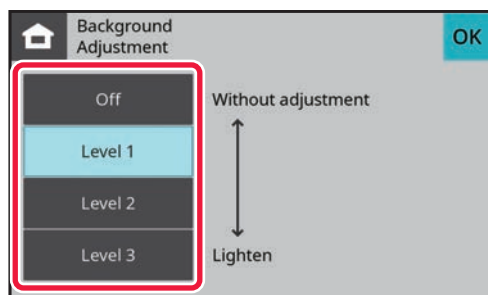 Background
Adjustment
OK
Off
Without adjustment
Level 1
Level 2
Level 3
Lighten